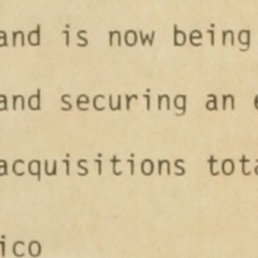 and is now being
and securing an e
acquisitions tota
ico